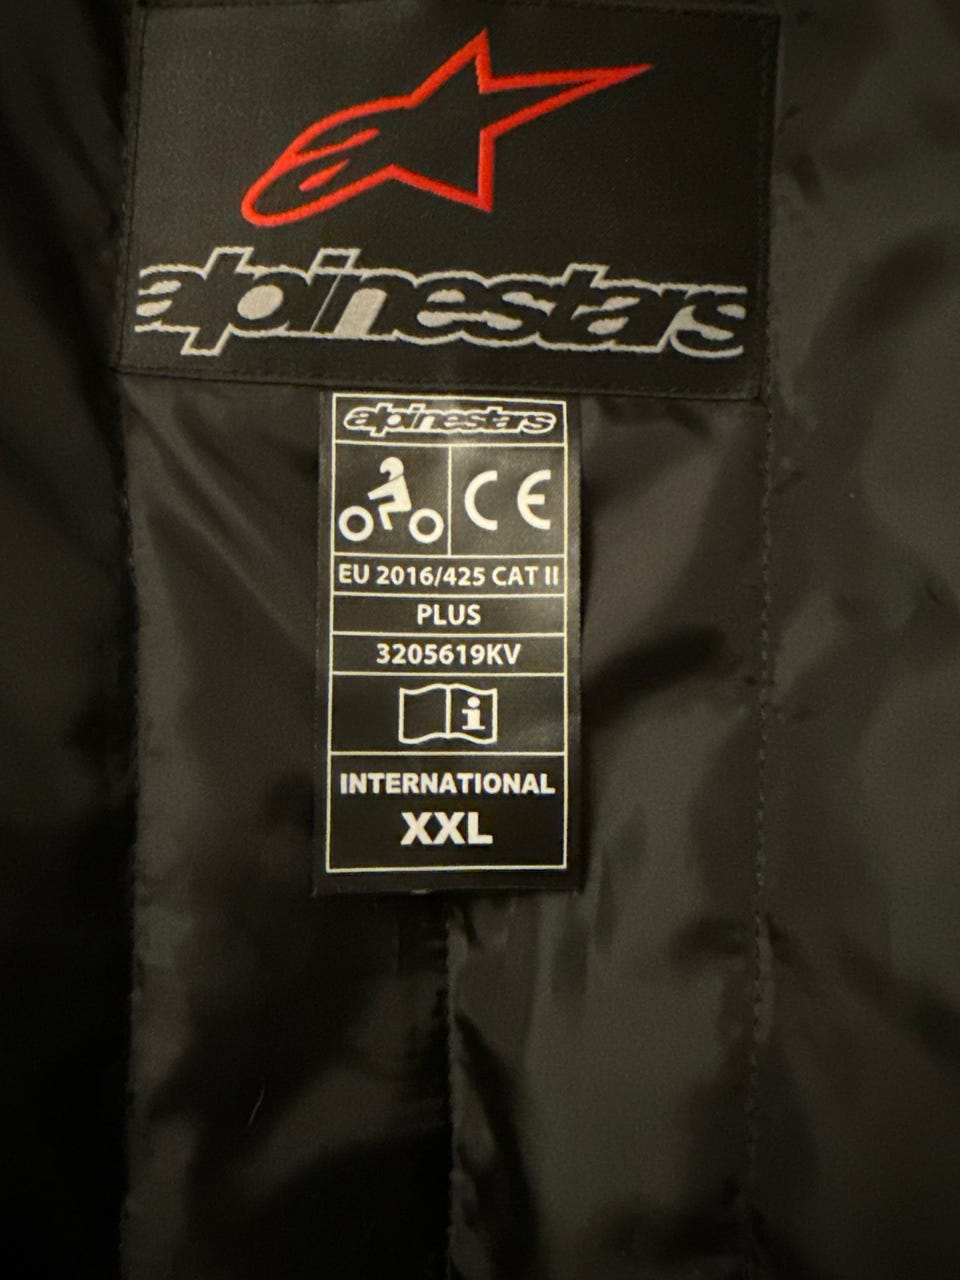 alpinestars
alpinestars
CE
EU 2016/425 CAT II
PLUS
3205619KV
i
INTERNATIONAL
XXL